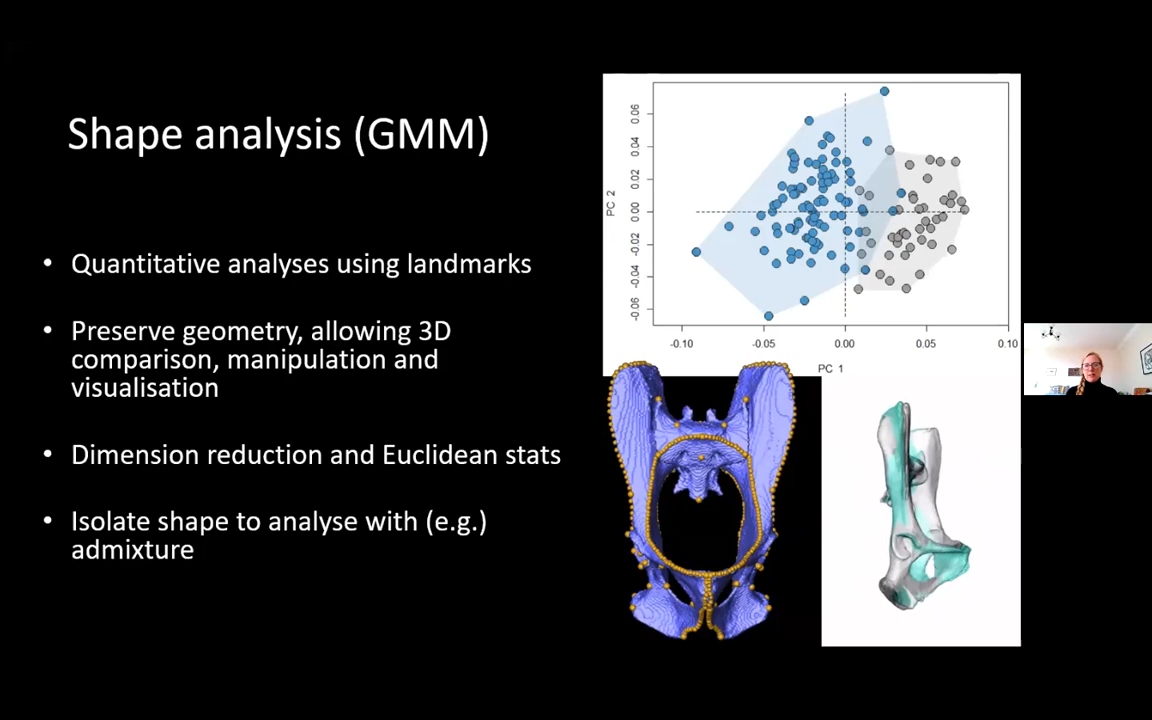 Shape analysis (GMM)
• Quantitative analyses using landmarks
• Preserve geometry, allowing 3D
comparison, manipulation and
visualisation
• Dimension reduction and Euclidean stats
• Isolate shape to analyse with (e.g.)
admixture
PC 2
0.06
0.04
0.02
0.00
-0.02
-0.04
-0.06
-0.10
-0.05
0.00
0.05
0.10
PC 1